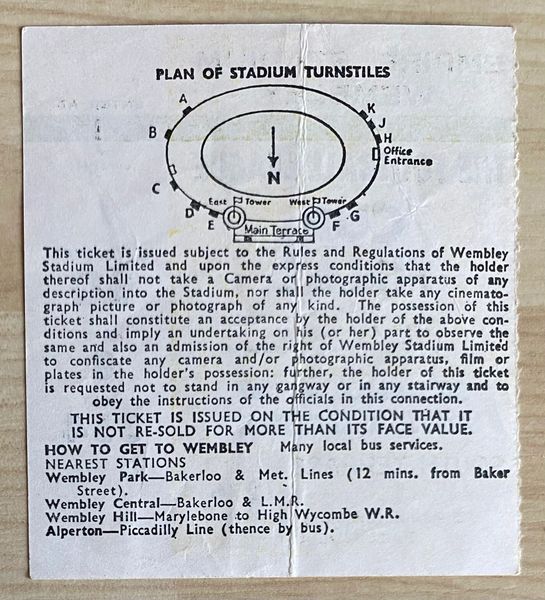 PLAN OF STADIUM TURNSTILES
A
K
J
B
H
Office
Entrance
N
C
East Tower
West Tower
D
E
F
G
Main Terrace
This ticket is issued subject to the Rules and Regulations of Wembley
Stadium Limited and upon the express conditions that the holder
thereof shall not take a Camera or photographic apparatus of any
description into the Stadium, nor shall the holder take any cinemato-
graph picture or photograph of any kind. The possession of this
ticket shall constitute an acceptance by the holder of the above con-
ditions and imply an undertaking on his (or her) part to observe the
same and also an admission of the right of Wembley Stadium Limited
to confiscate any camera and/or photographic apparatus, film or
plates in the holder's possession: further, the holder of this ticket
is requested not to stand in any gangway or in any stairway and to
obey the instructions of the officials in this connection.
THIS TICKET IS ISSUED ON THE CONDITION THAT IT
IS NOT RE-SOLD FOR MORE THAN ITS FACE VALUE.
HOW TO GET TO WEMBLEY Many local bus services.
NEAREST STATIONS
Wembley Park—Bakerloo & Met. Lines (12 mins. from Baker
Street).
Wembley Central—Bakerloo & L.M.R.
Wembley Hill—Marylebone to High Wycombe W.R.
Alperton—Piccadilly Line (thence by bus).